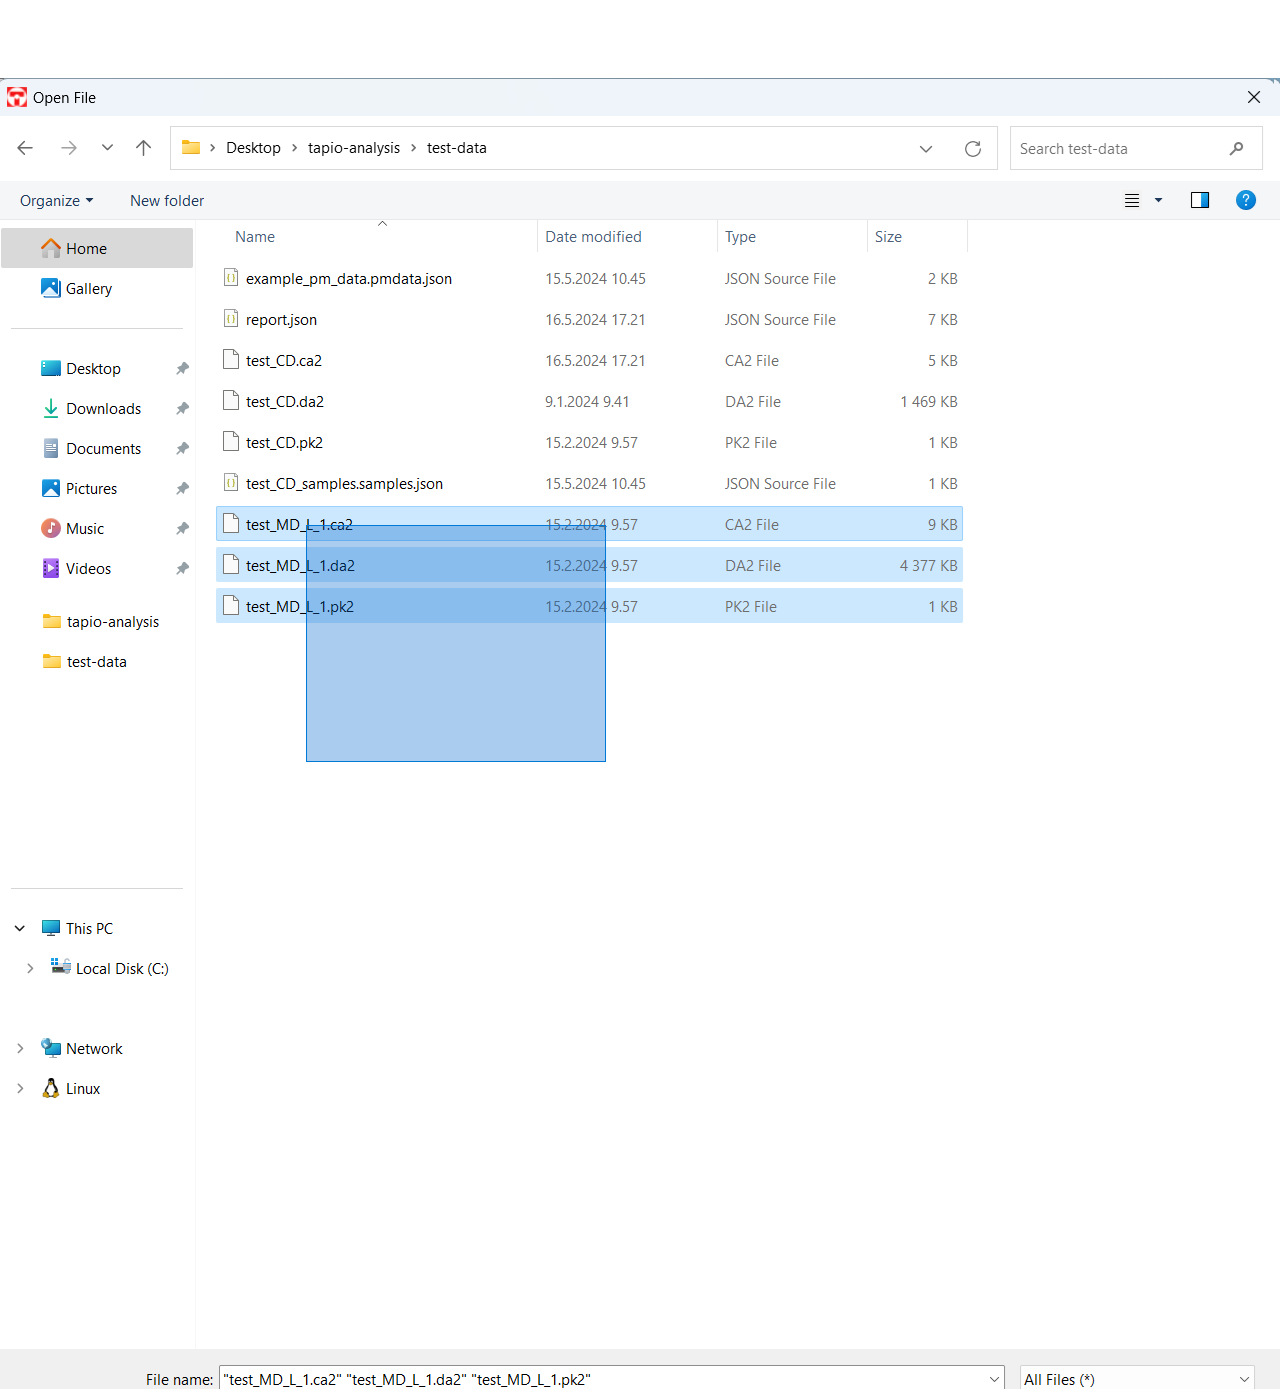 Open File
Desktop tapio-analysis test-data
Search test-data
Organize New folder
Name Date modified Type Size
Home
Gallery
Desktop
Downloads
Documents
Pictures
Music
Videos
tapio-analysis
test-data
This PC
Local Disk (C:)
Network
Linux
example_pm_data.pmdata.json 15.5.2024 10.45 JSON Source File 2 KB
report.json 16.5.2024 17.21 JSON Source File 7 KB
test_CD.ca2 16.5.2024 17.21 CA2 File 5 KB
test_CD.da2 9.1.2024 9.41 DA2 File 1 469 KB
test_CD.pk2 15.2.2024 9.57 PK2 File 1 KB
test_CD_samples.samples.json 15.5.2024 10.45 JSON Source File 1 KB
test_MD_L_1.ca2 15.2.2024 9.57 CA2 File 9 KB
test_MD_L_1.da2 15.2.2024 9.57 DA2 File 4 377 KB
test_MD_L_1.pk2 15.2.2024 9.57 PK2 File 1 KB
File name: "test_MD_L_1.ca2" "test_MD_L_1.da2" "test_MD_L_1.pk2" All Files (*)